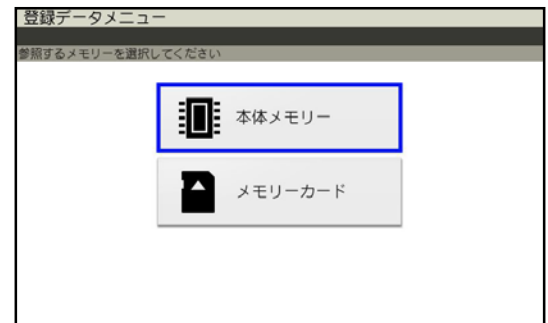 登録データメニュー
参照するメモリーを選択してください
本体メモリー
メモリーカード